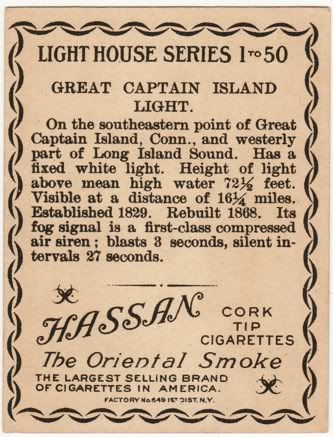 LIGHT HOUSE SERIES 1 TO 50
GREAT CAPTAIN ISLAND
LIGHT.
On the southeastern point of Great
Captain Island, Conn., and westerly
part of Long Island Sound. Has a
fixed white light. Height of light
above mean high water 72½ feet.
Visible at a distance of 16¼ miles.
Established 1829. Rebuilt 1868. Its
fog signal is a first-class compressed
air siren; blasts 3 seconds, silent in-
tervals 27 seconds.
HASSAN
CORK
TIP
CIGARETTES
The Oriental Smoke
THE LARGEST SELLING BRAND
OF CIGARETTES IN AMERICA.
FACTORY No. 649 1ST DIST. N.Y.